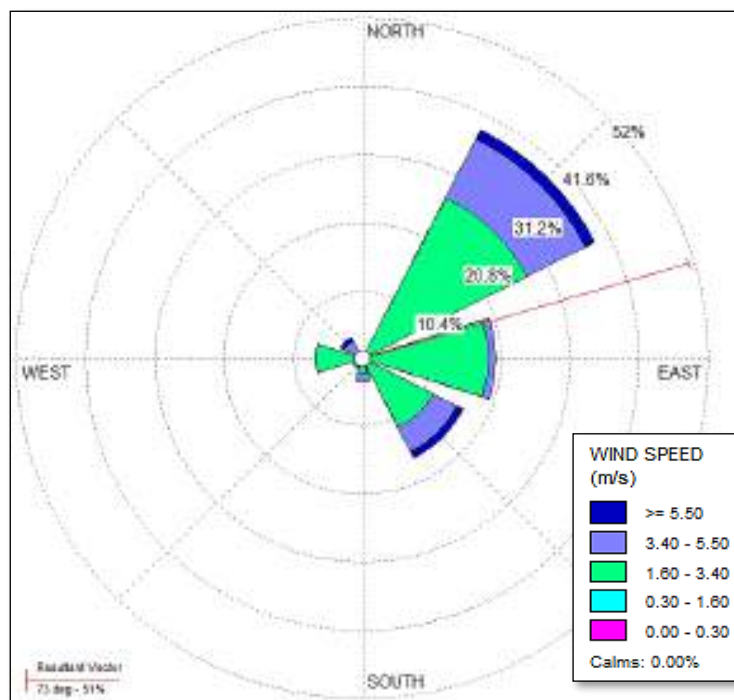 NORTH
52%
41.6%
31.2%
20.8%
10.4%
WEST
EAST
WIND SPEED
(m/s)
>= 5.50
3.40 - 5.50
1.60 - 3.40
0.30 - 1.60
0.00 - 0.30
Calms: 0.00%
Resultant Vector
73 deg - 51%
SOUTH